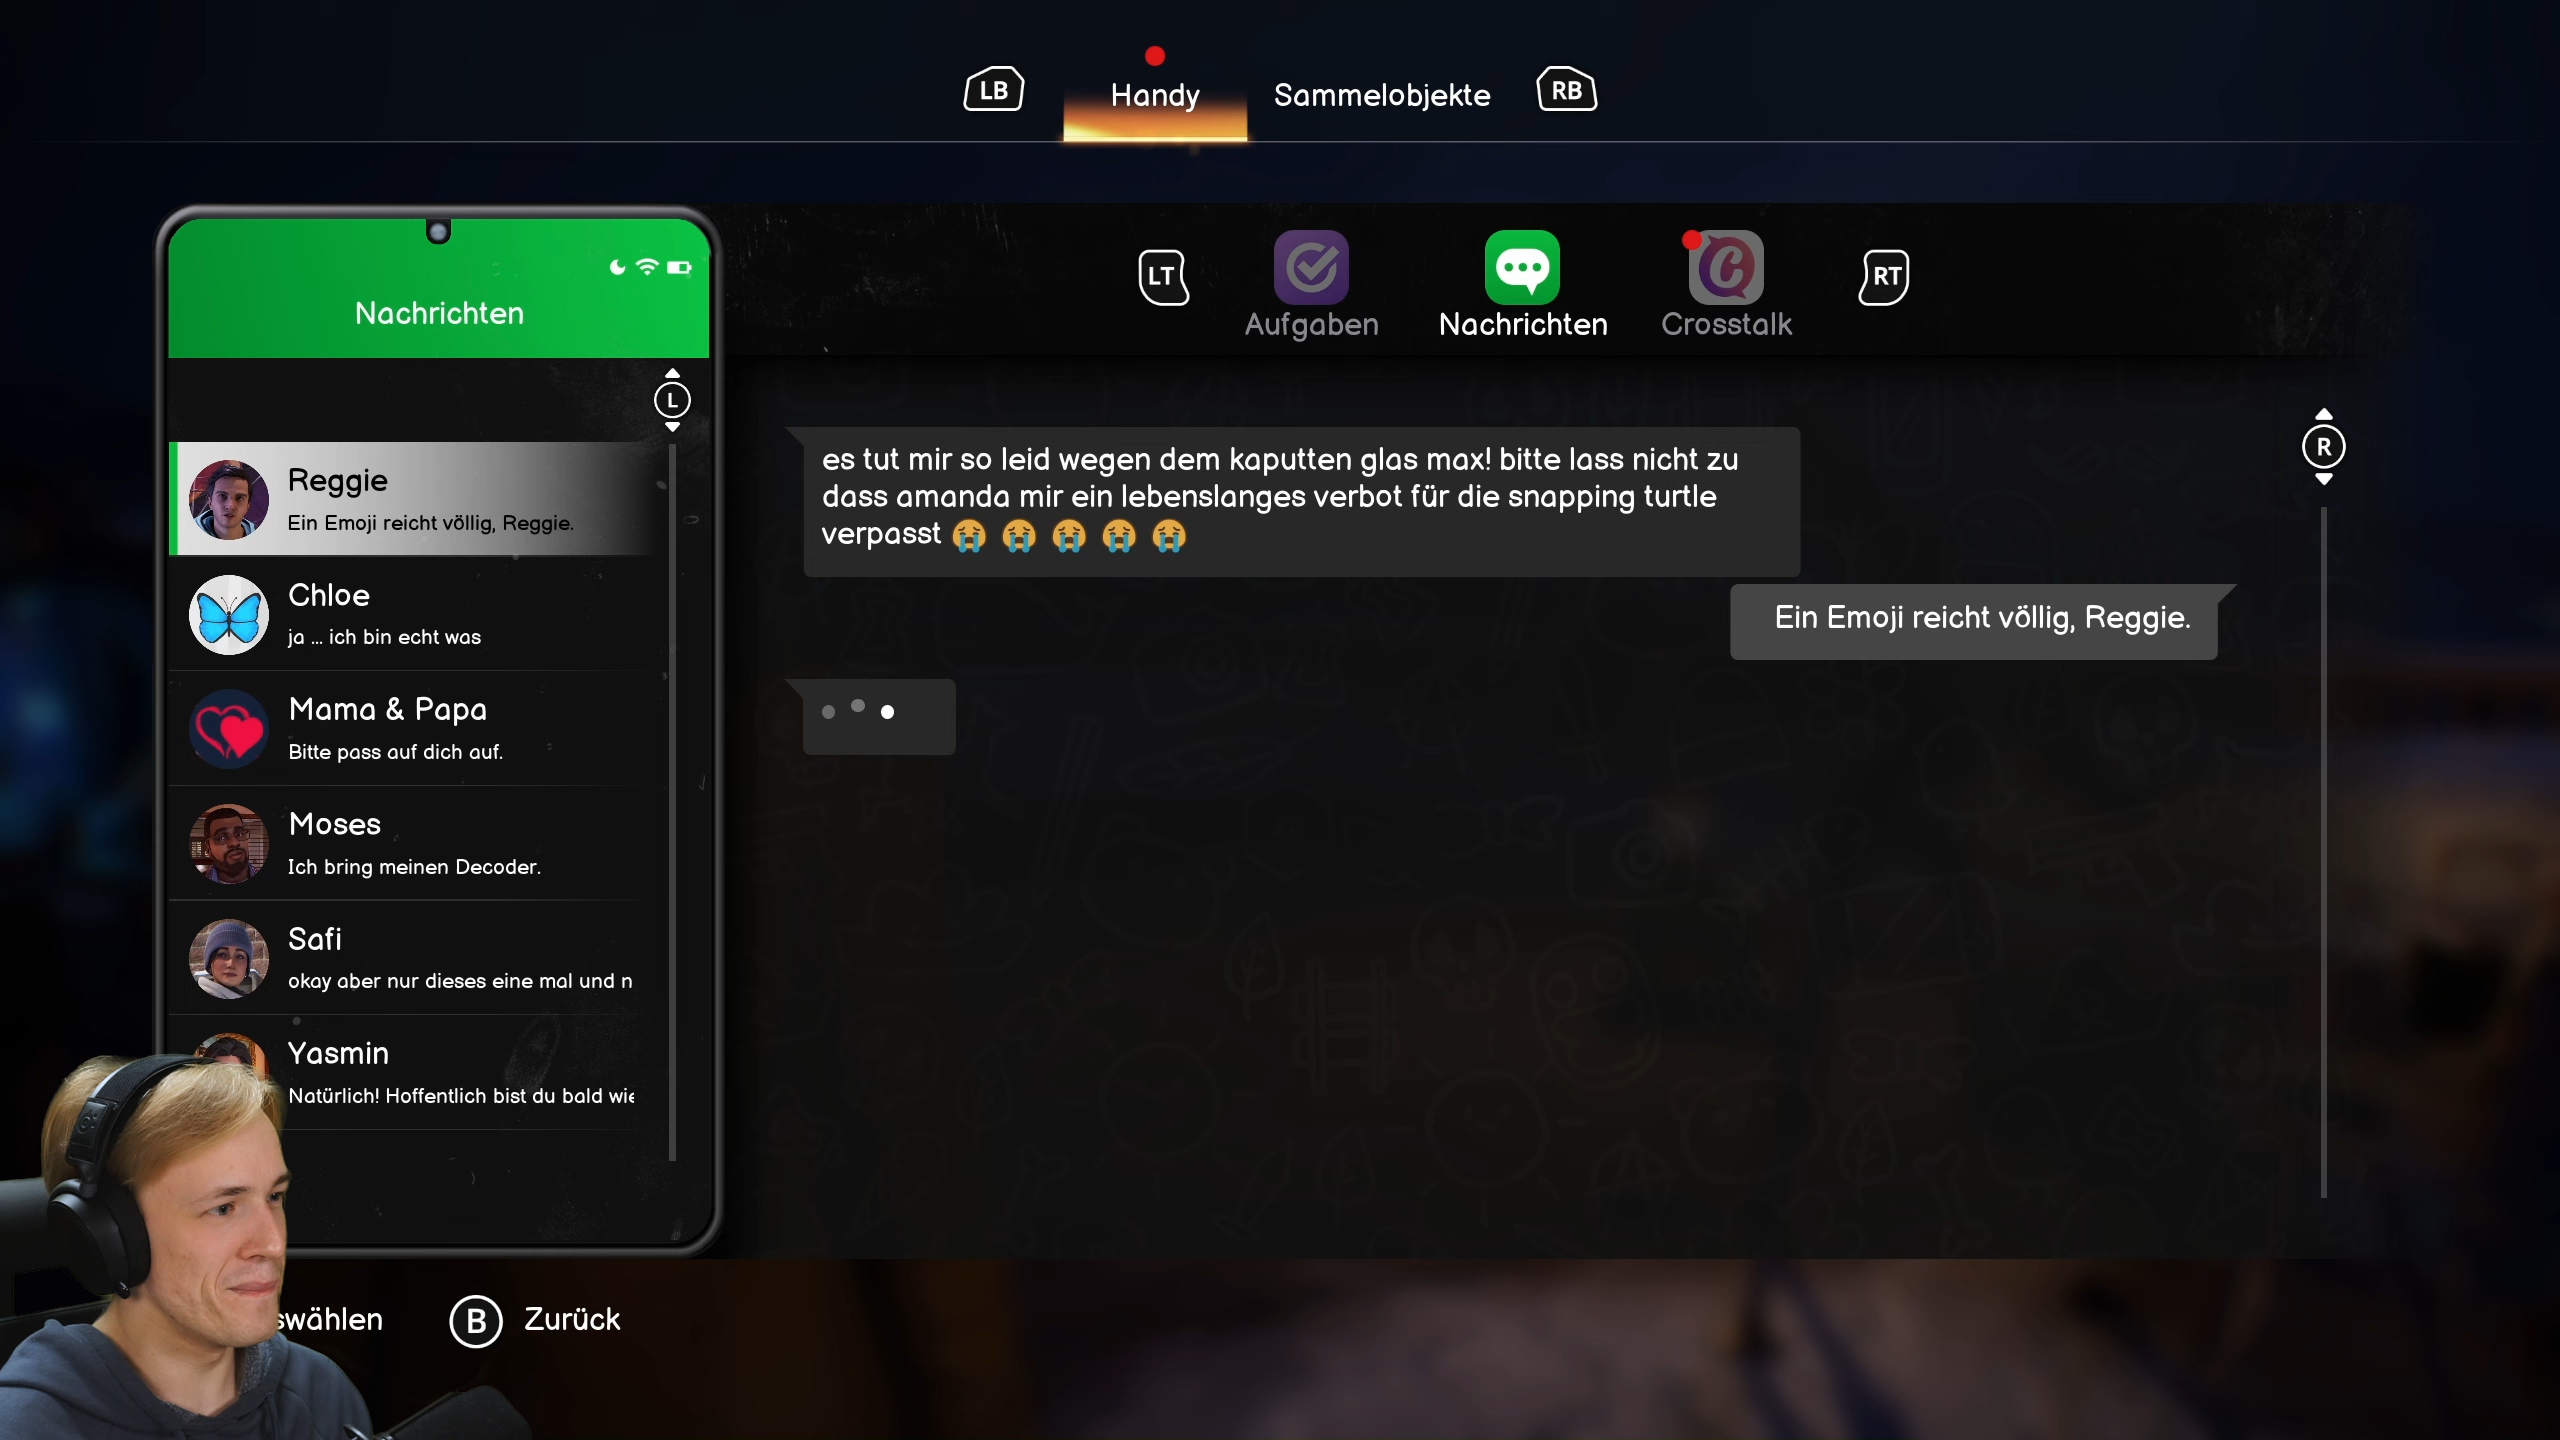 LB
Handy
Sammelobjekte
RB
Nachrichten
LT
Aufgaben
Nachrichten
Crosstalk
RT
L
Reggie
Ein Emoji reicht völlig, Reggie.
Chloe
ja ... ich bin echt was
Mama & Papa
Bitte pass auf dich auf.
Moses
Ich bring meinen Decoder.
Safi
okay aber nur dieses eine mal und n
Yasmin
Natürlich! Hoffentlich bist du bald wie
es tut mir so leid wegen dem kaputten glas max! bitte lass nicht zu
dass amanda mir ein lebenslanges verbot für die snapping turtle
verpasst 😭 😭 😭 😭 😭
Ein Emoji reicht völlig, Reggie.
R
swählen
B
Zurück